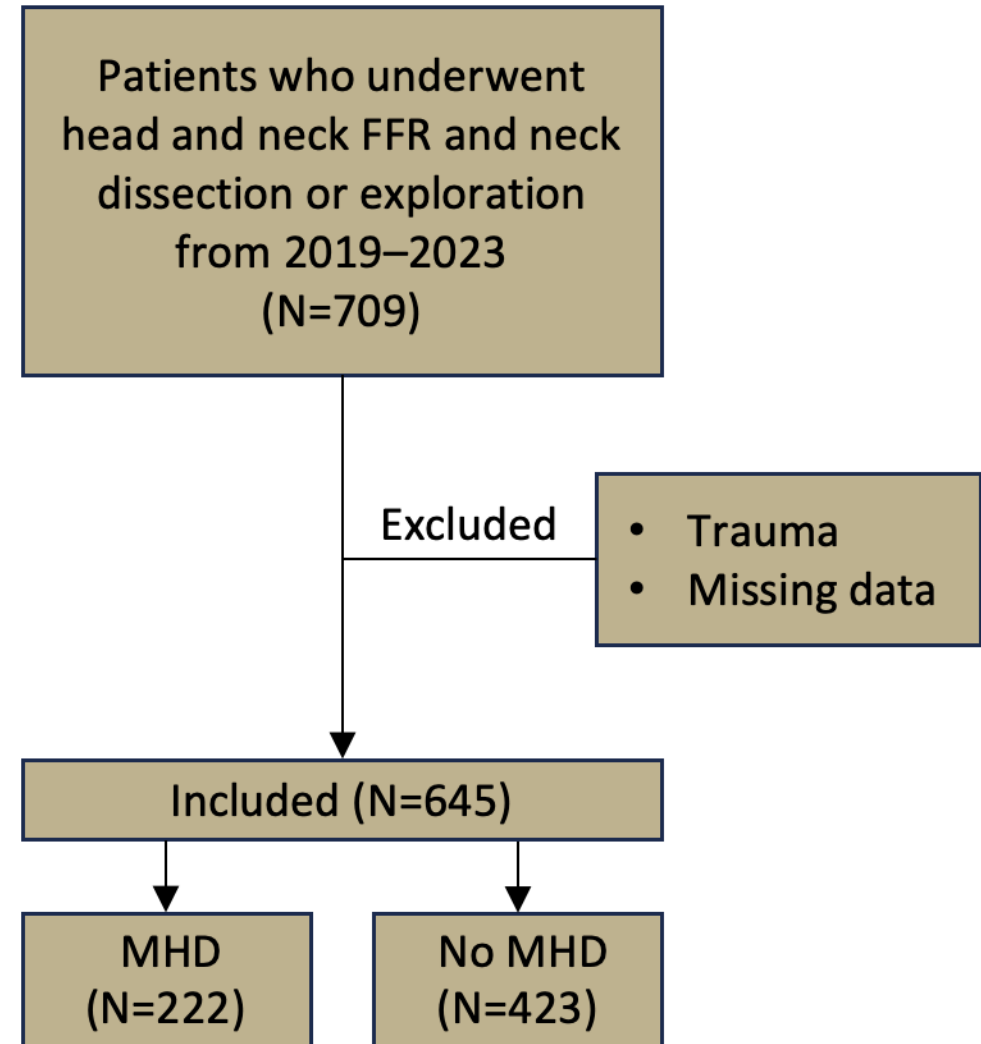 Patients who underwent
head and neck FFR and neck
dissection or exploration
from 2019–2023
(N=709)
Excluded
• Trauma
• Missing data
Included (N=645)
MHD
(N=222)
No MHD
(N=423)